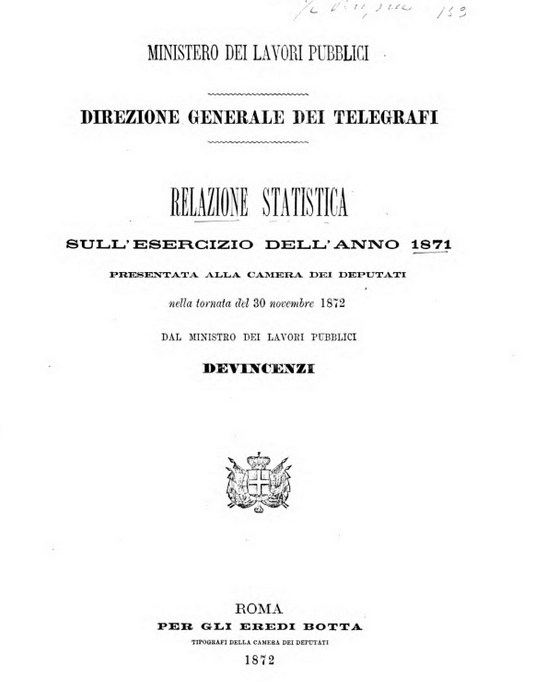 153
MINISTERO DEI LAVORI PUBBLICI
DIREZIONE GENERALE DEI TELEGRAFI
RELAZIONE STATISTICA
SULL'ESERCIZIO DELL'ANNO 1871
PRESENTATA ALLA CAMERA DEI DEPUTATI
nella tornata del 30 novembre 1872
DAL MINISTRO DEI LAVORI PUBBLICI
DEVINCENZI
ROMA
PER GLI EREDI BOTTA
TIPOGRAFI DELLA CAMERA DEI DEPUTATI
1872